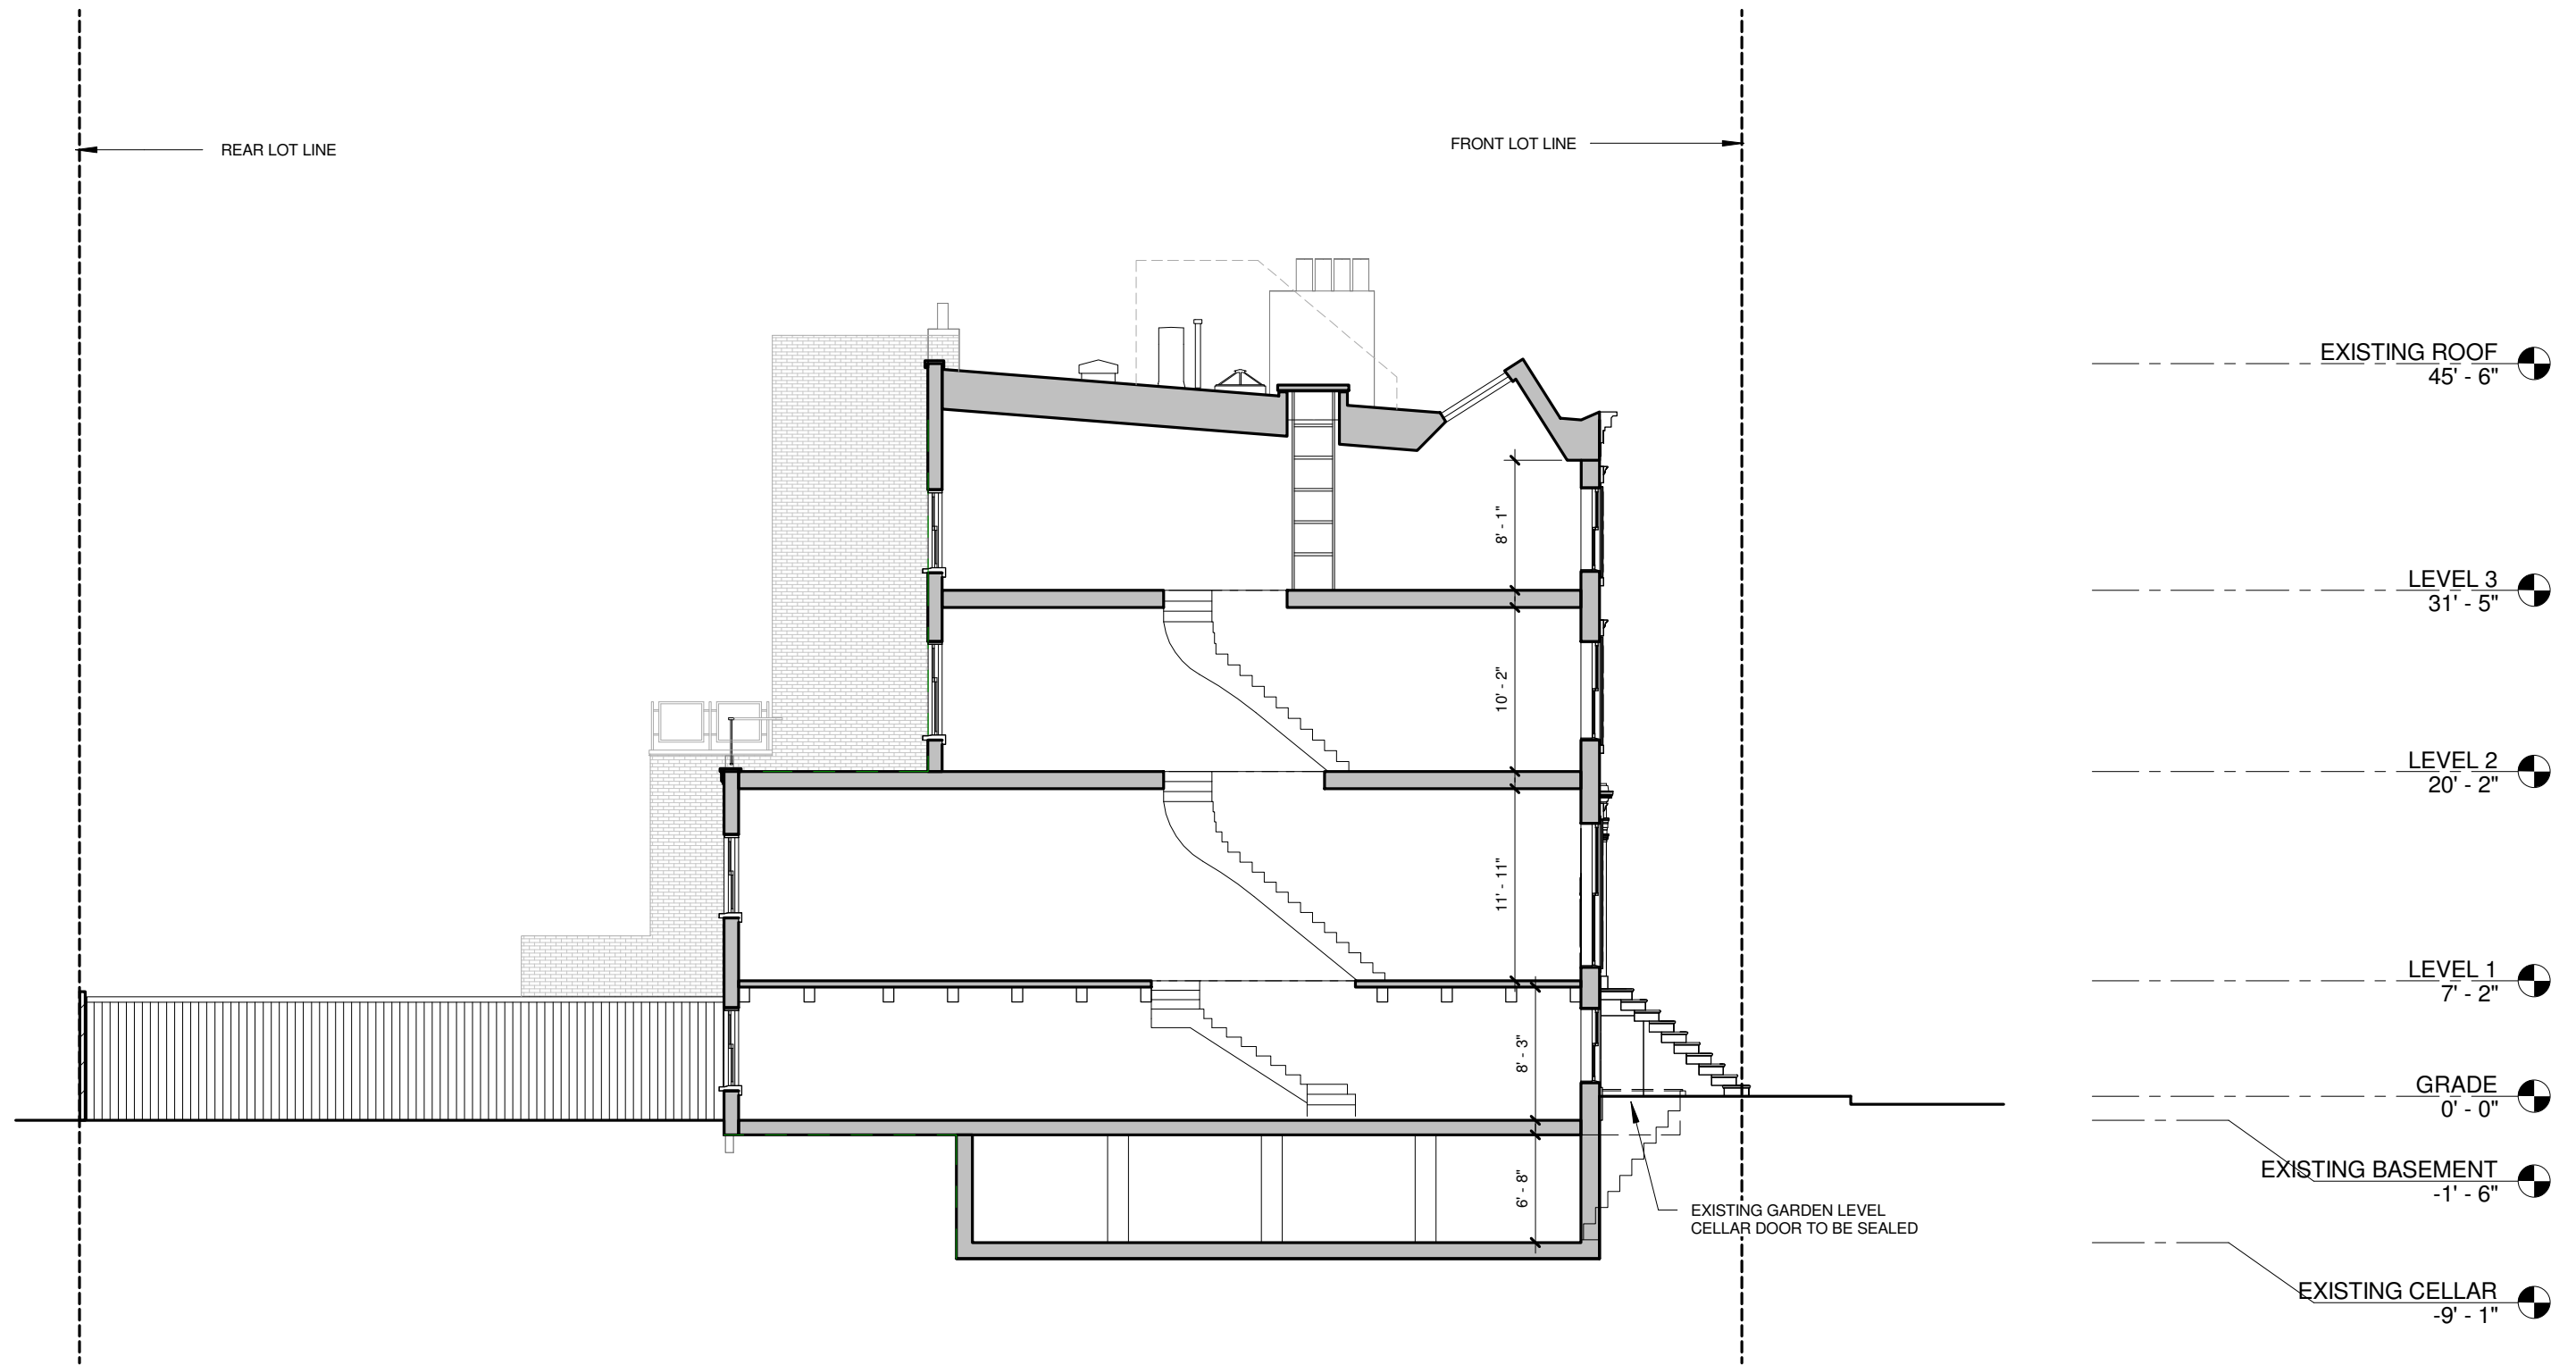 REAR LOT LINE
FRONT LOT LINE
EXISTING ROOF
45' - 6"
8' - 1"
LEVEL 3
31' - 5"
10' - 2"
LEVEL 2
20' - 2"
11' - 11"
LEVEL 1
7' - 2"
8' - 3"
GRADE
0' - 0"
EXISTING BASEMENT
-1' - 6"
6' - 8"
EXISTING GARDEN LEVEL
CELLAR DOOR TO BE SEALED
EXISTING CELLAR
-9' - 1"